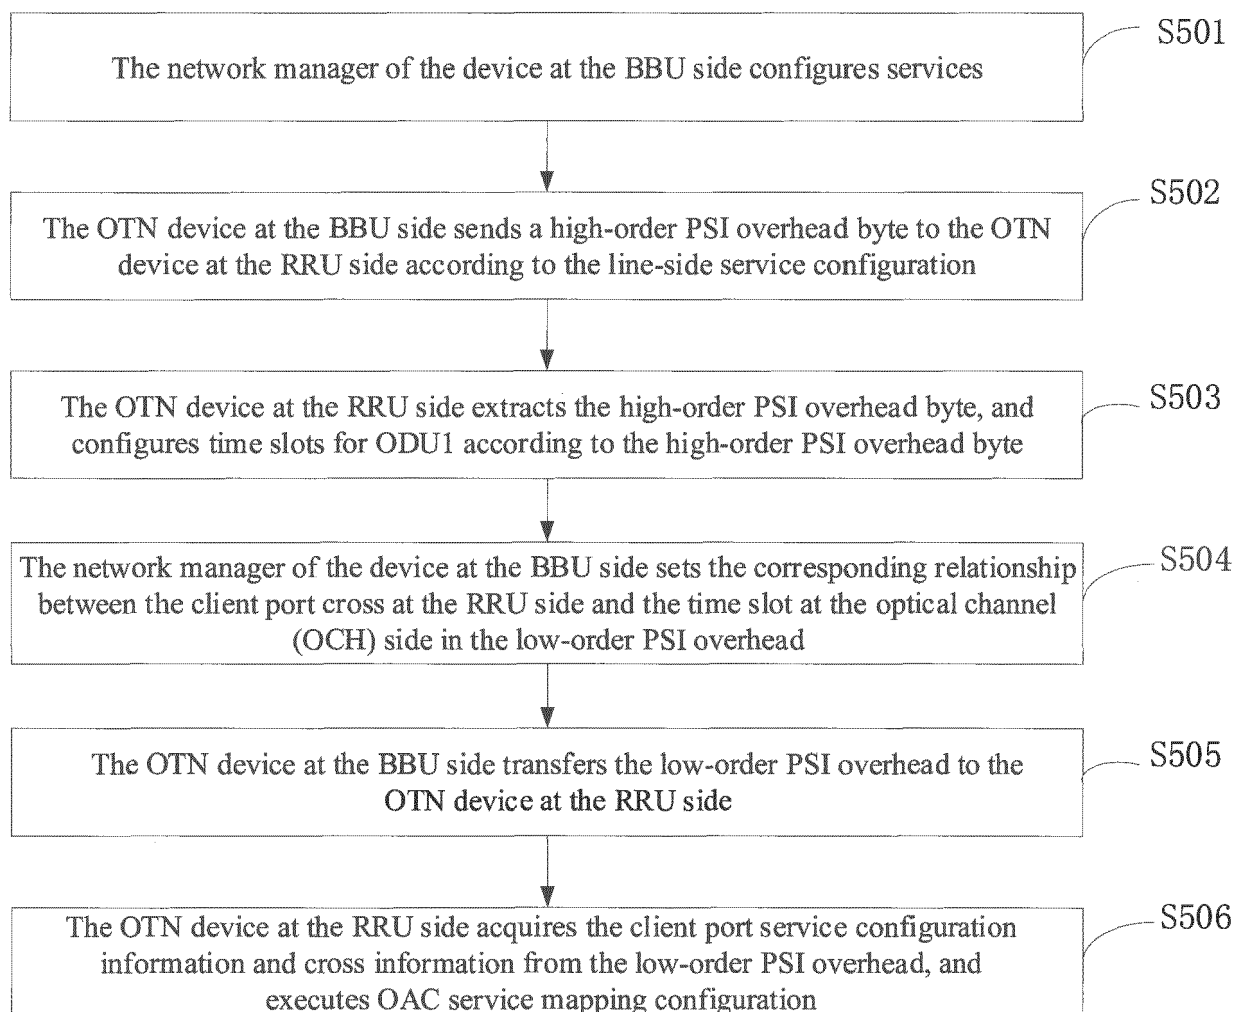 The network manager of the device at the BBU side configures services
S501
The OTN device at the BBU side sends a high-order PSI overhead byte to the OTN
device at the RRU side according to the line-side service configuration
S502
The OTN device at the RRU side extracts the high-order PSI overhead byte, and
configures time slots for ODU1 according to the high-order PSI overhead byte
S503
The network manager of the device at the BBU side sets the corresponding relationship
between the client port cross at the RRU side and the time slot at the optical channel
(OCH) side in the low-order PSI overhead
S504
The OTN device at the BBU side transfers the low-order PSI overhead to the
OTN device at the RRU side
S505
The OTN device at the RRU side acquires the client port service configuration
information and cross information from the low-order PSI overhead, and
executes OAC service mapping configuration
S506